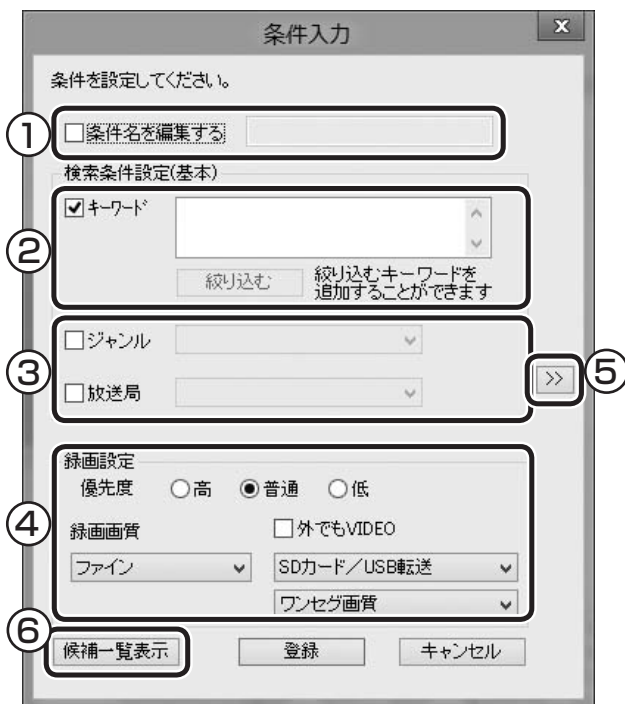 条件入力
x
条件を設定してください。
① 条件名を編集する
検索条件設定(基本)
② キーワード
絞り込む 絞り込むキーワードを
追加することができます
③ ジャンル
放送局
>> ⑤
録画設定
優先度 高 普通 低
④ 録画画質 外でもVIDEO
ファイン SDカード／USB転送
ワンセグ画質
⑥
候補一覧表示 登録 キャンセル